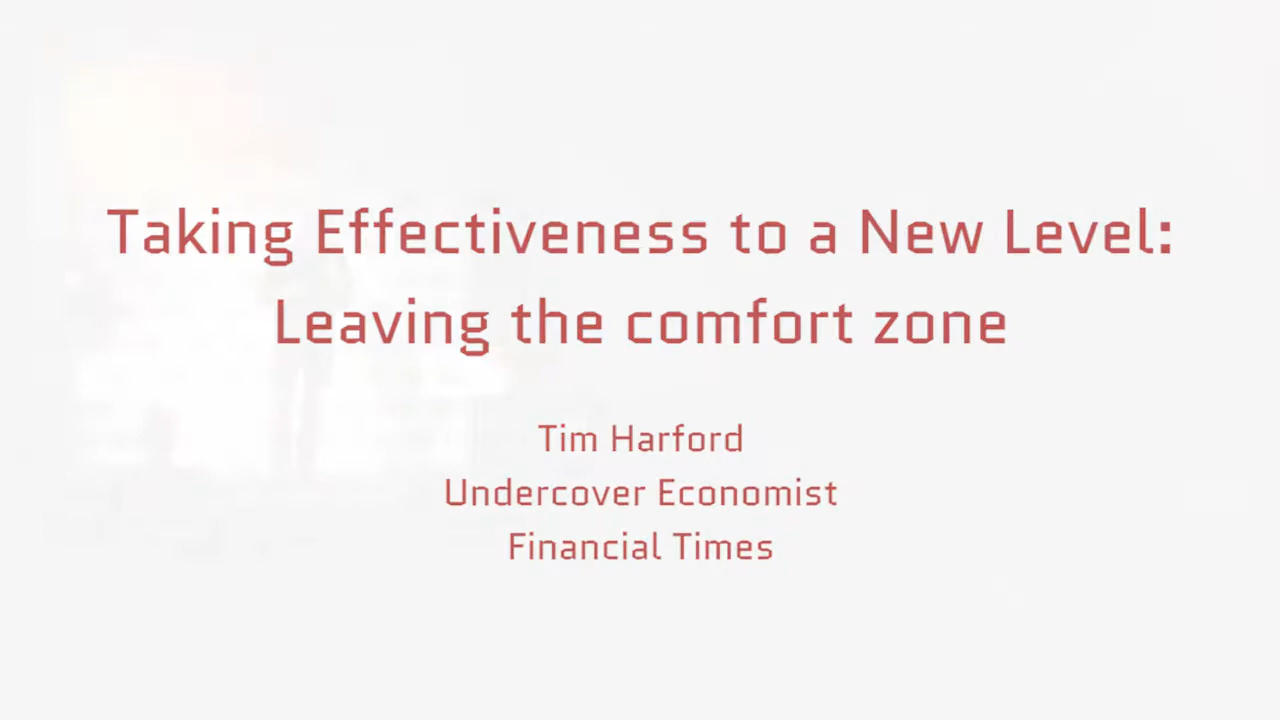 Taking Effectiveness to a New Level:
Leaving the comfort zone
Tim Harford
Undercover Economist
Financial Times